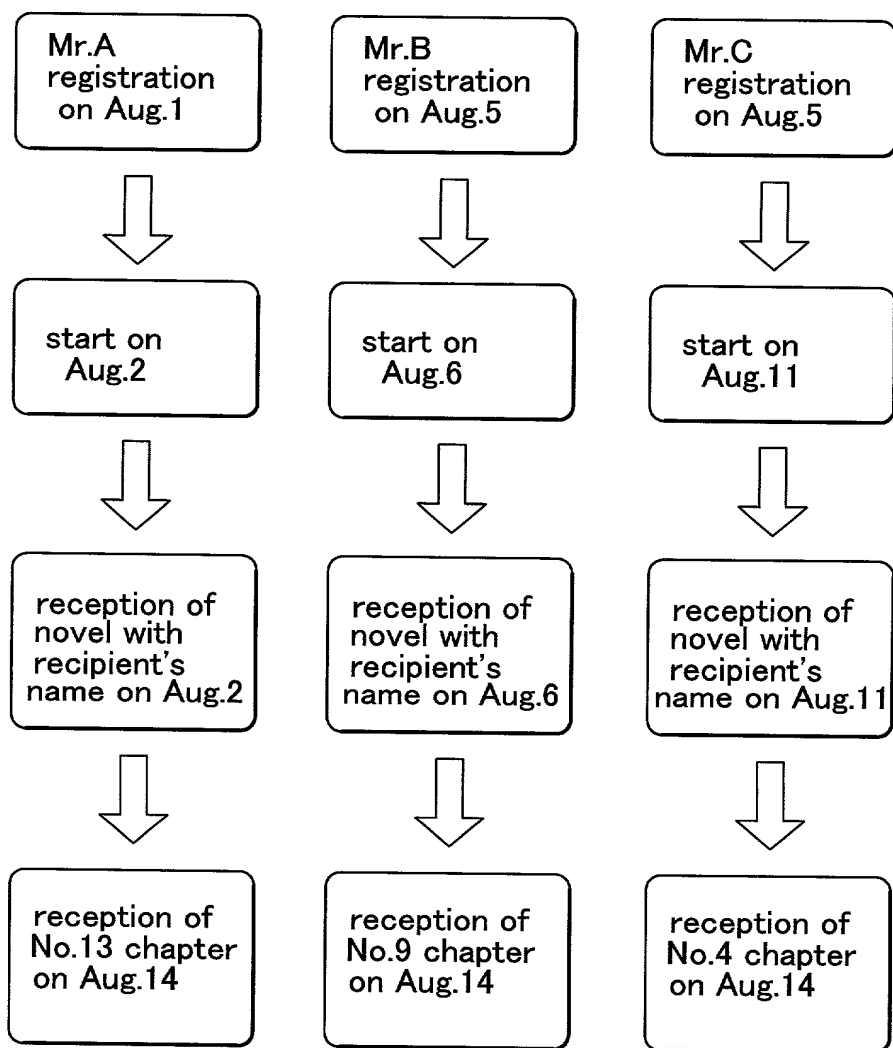 Mr.A
registration
on Aug.1
Mr.B
registration
on Aug.5
Mr.C
registration
on Aug.5
start on
Aug.2
start on
Aug.6
start on
Aug.11
reception of
novel with
recipient's
name on Aug.2
reception of
novel with
recipient's
name on Aug.6
reception of
novel with
recipient's
name on Aug.11
reception of
No.13 chapter
on Aug.14
reception of
No.9 chapter
on Aug.14
reception of
No.4 chapter
on Aug.14